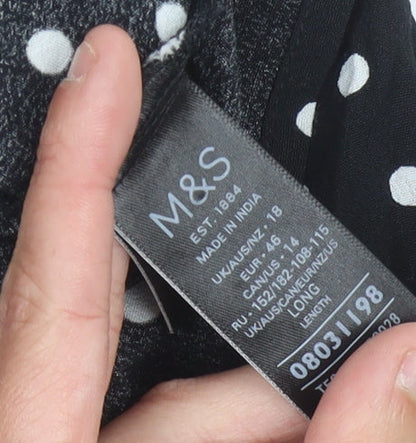 M&S
EST. 1884
MADE IN INDIA
UK/AUS/NZ • 18
EUR • 46
CAN/US • 14
RU • 152/182-108-115
UK/AUS/CAN/EUR/NZ/US
LONG
LENGTH
08031198